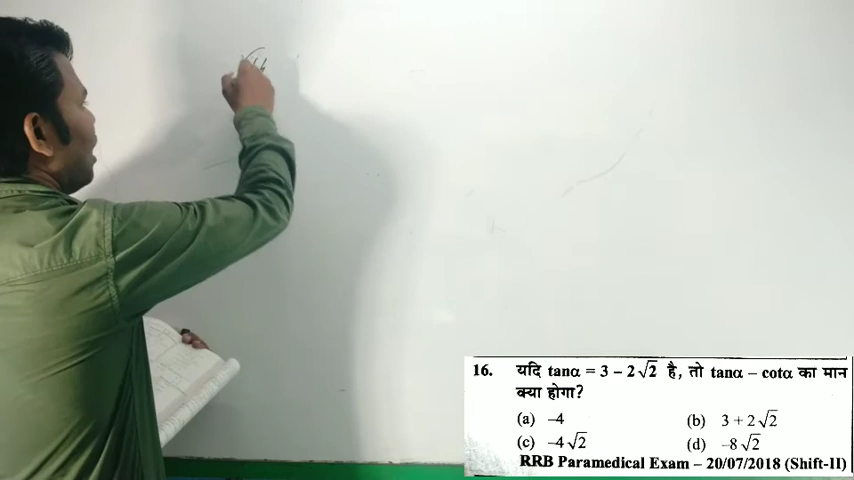 16. यदि tanα = 3 – 2√2 है, तो tanα – cotα का मान
क्या होगा?
(a) –4 (b) 3 + 2√2
(c) –4√2 (d) –8√2
RRB Paramedical Exam – 20/07/2018 (Shift-II)